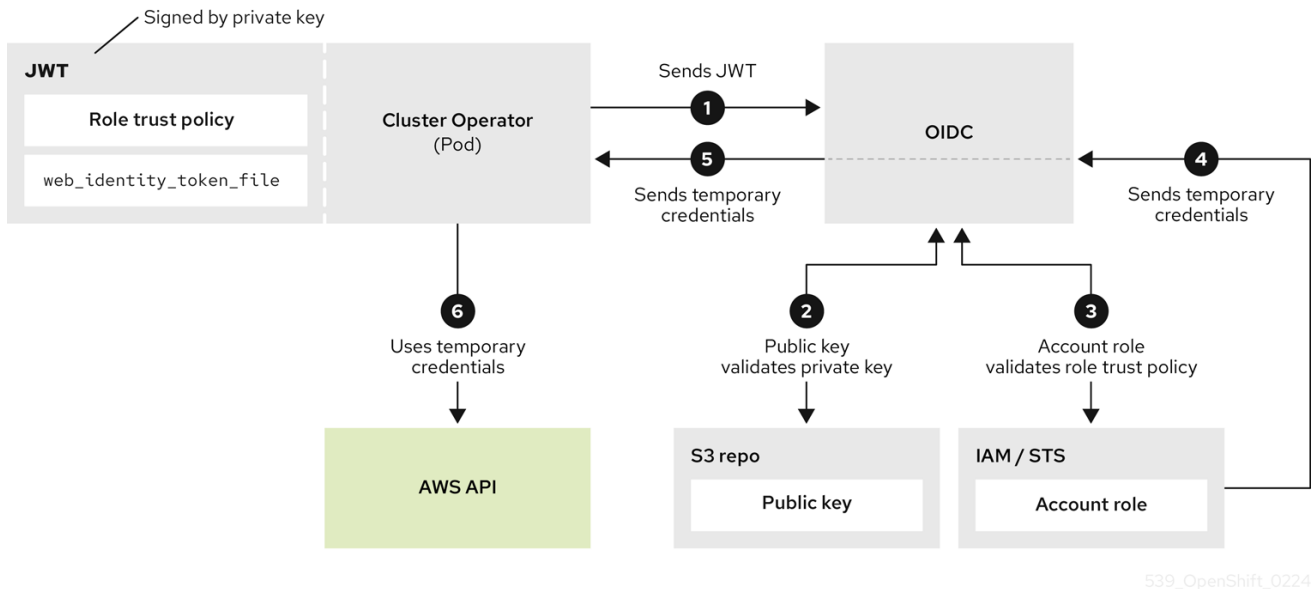 Signed by private key
JWT
Role trust policy
web_identity_token_file
Cluster Operator
(Pod)
Sends JWT
1
5
Sends temporary
credentials
OIDC
4
Sends temporary
credentials
6
Uses temporary
credentials
2
Public key
validates private key
3
Account role
validates role trust policy
AWS API
S3 repo
Public key
IAM / STS
Account role
539_OpenShift_0224